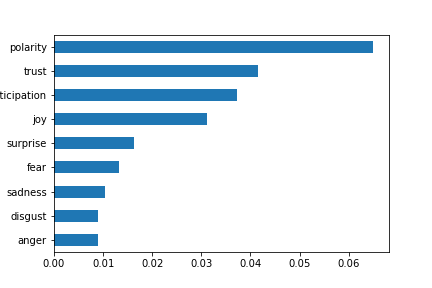 polarity
trust
ticipation
joy
surprise
fear
sadness
disgust
anger
0.00 0.01 0.02 0.03 0.04 0.05 0.06